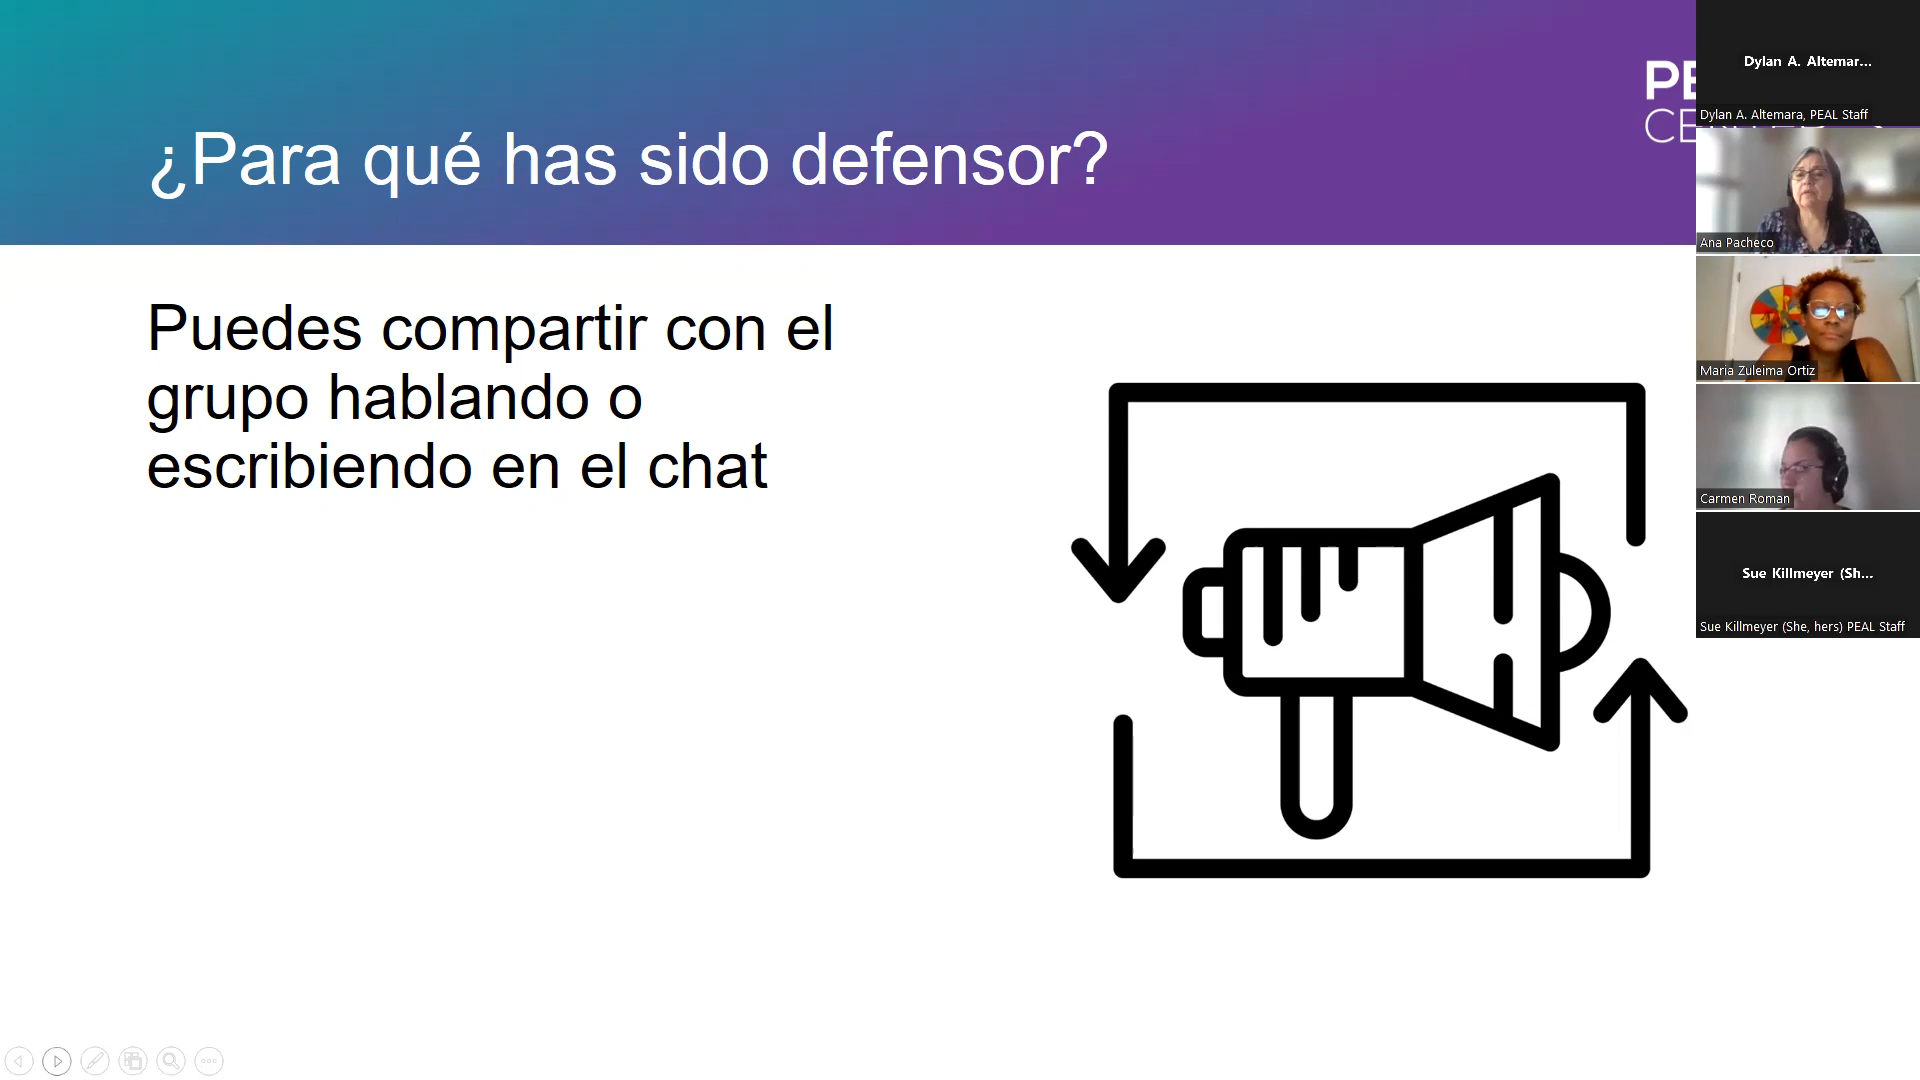 ¿Para qué has sido defensor?
Puedes compartir con el
grupo hablando o
escribiendo en el chat
Dylan A. Altemar...
Dylan A. Altemara, PEAL Staff
Ana Pacheco
Maria Zuleima Ortiz
Carmen Roman
Sue Killmeyer (Sh...
Sue Killmeyer (She, hers) PEAL Staff